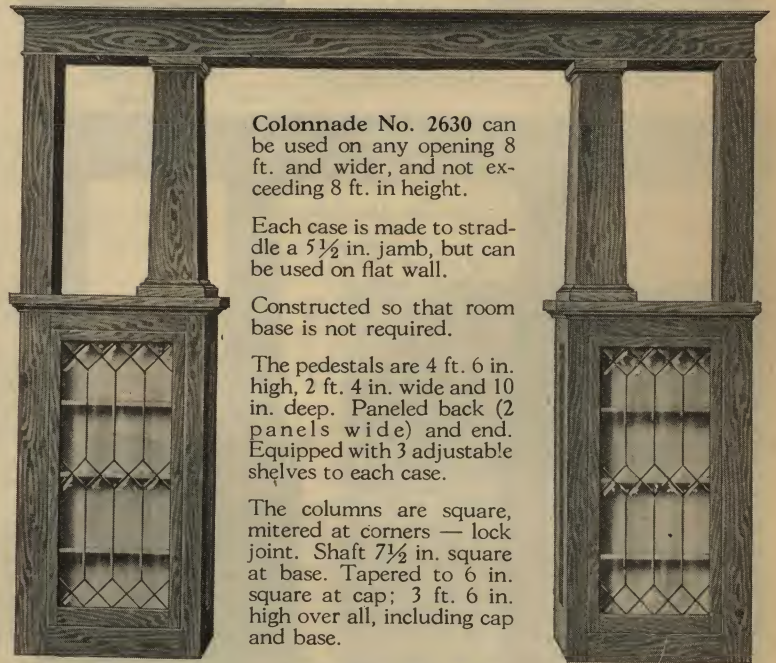 Colonnade No. 2630 can
be used on any opening 8
ft. and wider, and not ex-
ceeding 8 ft. in height.
Each case is made to strad-
dle a 5½ in. jamb, but can
be used on flat wall.
Constructed so that room
base is not required.
The pedestals are 4 ft. 6 in.
high, 2 ft. 4 in. wide and 10
in. deep. Paneled back (2
panels wide) and end.
Equipped with 3 adjustable
shelves to each case.
The columns are square,
mitered at corners — lock
joint. Shaft 7½ in. square
at base. Tapered to 6 in.
square at cap; 3 ft. 6 in.
high over all, including cap
and base.